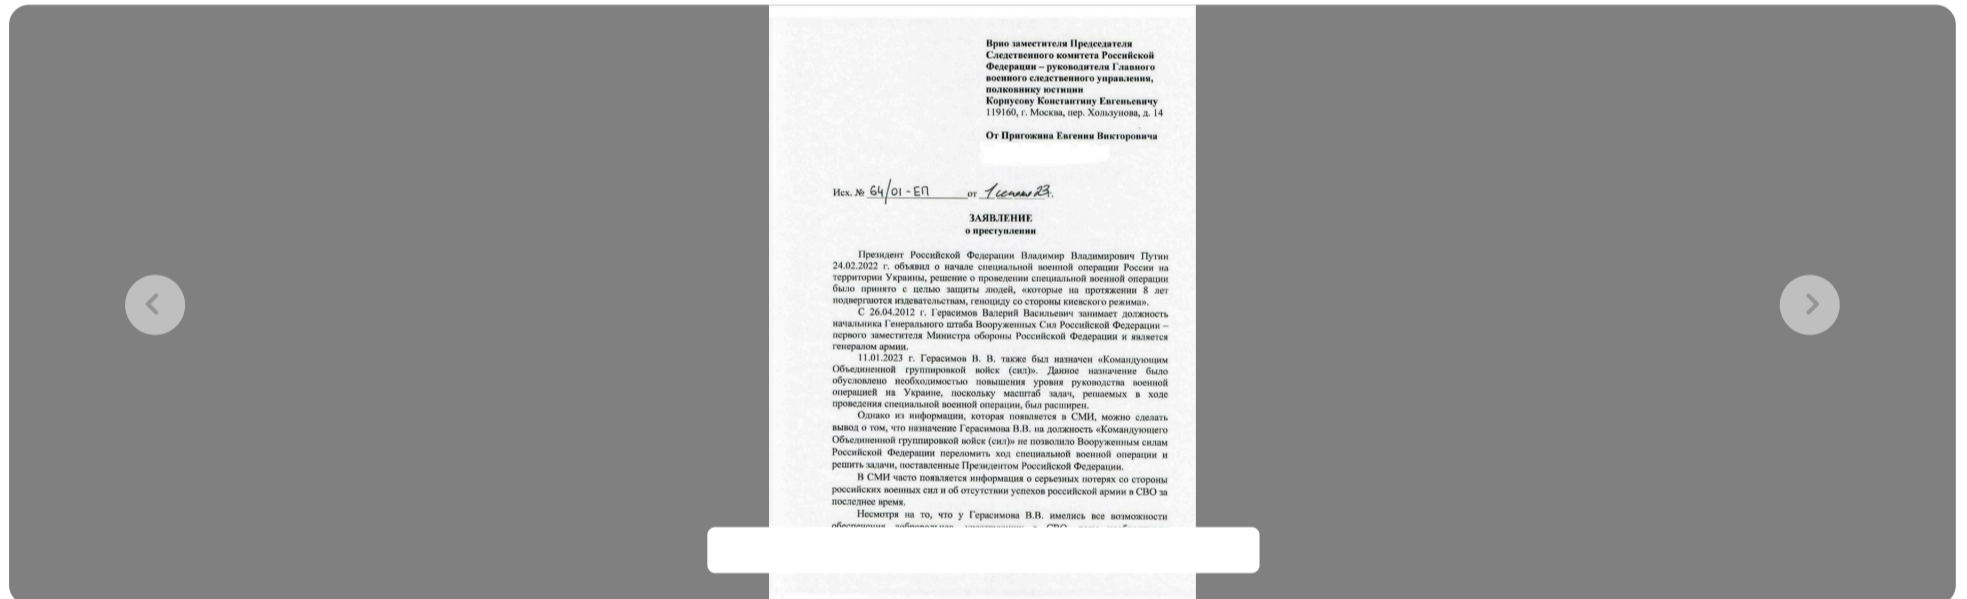 Врио заместителя Председателя
Следственного комитета Российской
Федерации – руководителя Главного
военного следственного управления,
полковнику юстиции
Корпусову Константину Евгеньевичу
119160, г. Москва, пер. Хользунова, д. 14
От Пригожина Евгения Викторовича
Исх. № 64/01-ЕП от 1 23г.
ЗАЯВЛЕНИЕ
о преступлении
Президент Российской Федерации Владимир Владимирович Путин
24.02.2022 г. объявил о начале специальной военной операции России на
территории Украины, решение о проведении специальной военной операции
было принято с целью защиты людей, «которые на протяжении 8 лет
подвергаются издевательствам, геноциду со стороны киевского режима».
С 26.04.2012 г. Герасимов Валерий Васильевич занимает должность
начальника Генерального штаба Вооруженных Сил Российской Федерации –
первого заместителя Министра обороны Российской Федерации и является
генералом армии.
11.01.2023 г. Герасимов В. В. также был назначен «Командующим
Объединенной группировкой войск (сил)». Данное назначение было
обусловлено необходимостью повышения уровня руководства военной
операцией на Украине, поскольку масштаб задач, решаемых в ходе
проведения специальной военной операции, был расширен.
Однако из информации, которая появляется в СМИ, можно сделать
вывод о том, что назначение Герасимова В.В. на должность «Командующего
Объединенной группировкой войск (сил)» не позволило Вооруженным силам
Российской Федерации переломить ход специальной военной операции и
решить задачи, поставленные Президентом Российской Федерации.
В СМИ часто появляется информация о серьезных потерях со стороны
российских военных сил и об отсутствии успехов российской армии в СВО за
последнее время.
Несмотря на то, что у Герасимова В.В. имелись все возможности